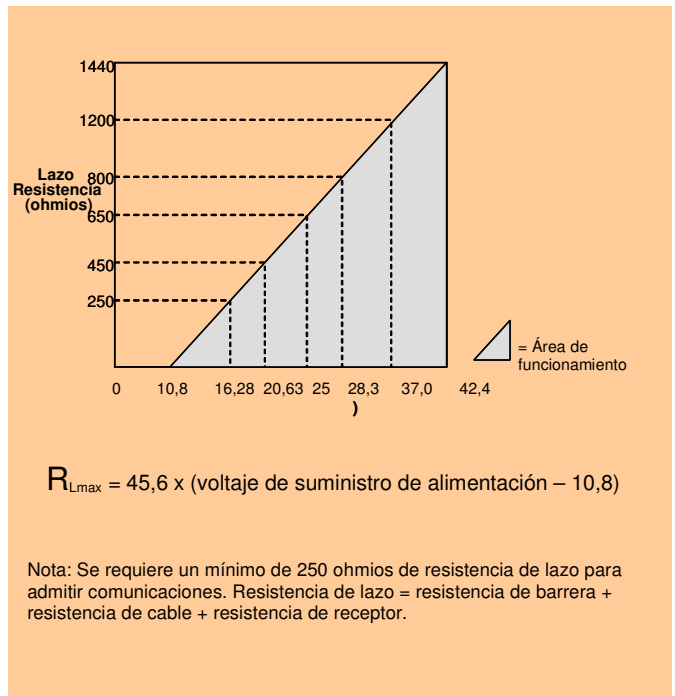 1440
1200
Lazo
Resistencia
(ohmios)
800
650
450
250
= Área de
funcionamiento
0 10,8 16,28 20,63 25 28,3 37,0 42,4
)
RLmax = 45,6 x (voltaje de suministro de alimentación – 10,8)
Nota: Se requiere un mínimo de 250 ohmios de resistencia de lazo para
admitir comunicaciones. Resistencia de lazo = resistencia de barrera +
resistencia de cable + resistencia de receptor.